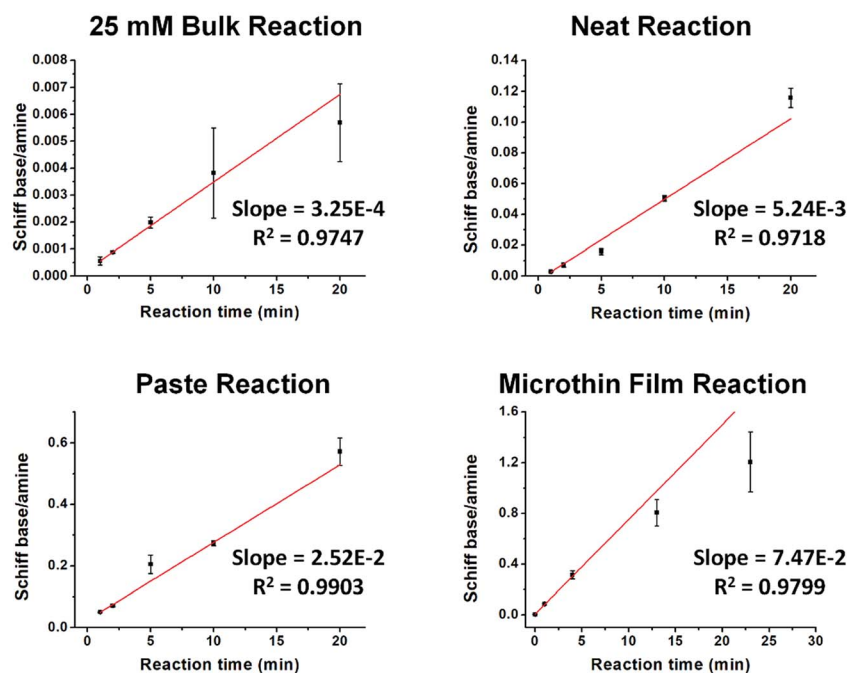 25 mM Bulk Reaction
0.008
0.007
0.006
0.005
0.004
0.003
0.002
0.001
0.000
Schiff base/amine
Slope = 3.25E-4
R² = 0.9747
0 5 10 15 20
Reaction time (min)
Neat Reaction
0.14
0.12
0.10
0.08
0.06
0.04
0.02
0.00
Schiff base/amine
Slope = 5.24E-3
R² = 0.9718
0 5 10 15 20
Reaction time (min)
Paste Reaction
0.6
0.4
0.2
0.0
Schiff base/amine
Slope = 2.52E-2
R² = 0.9903
0 5 10 15 20
Reaction time (min)
Microthin Film Reaction
1.6
1.2
0.8
0.4
0.0
Schiff base/amine
Slope = 7.47E-2
R² = 0.9799
0 5 10 15 20 25 30
Reaction time (min)